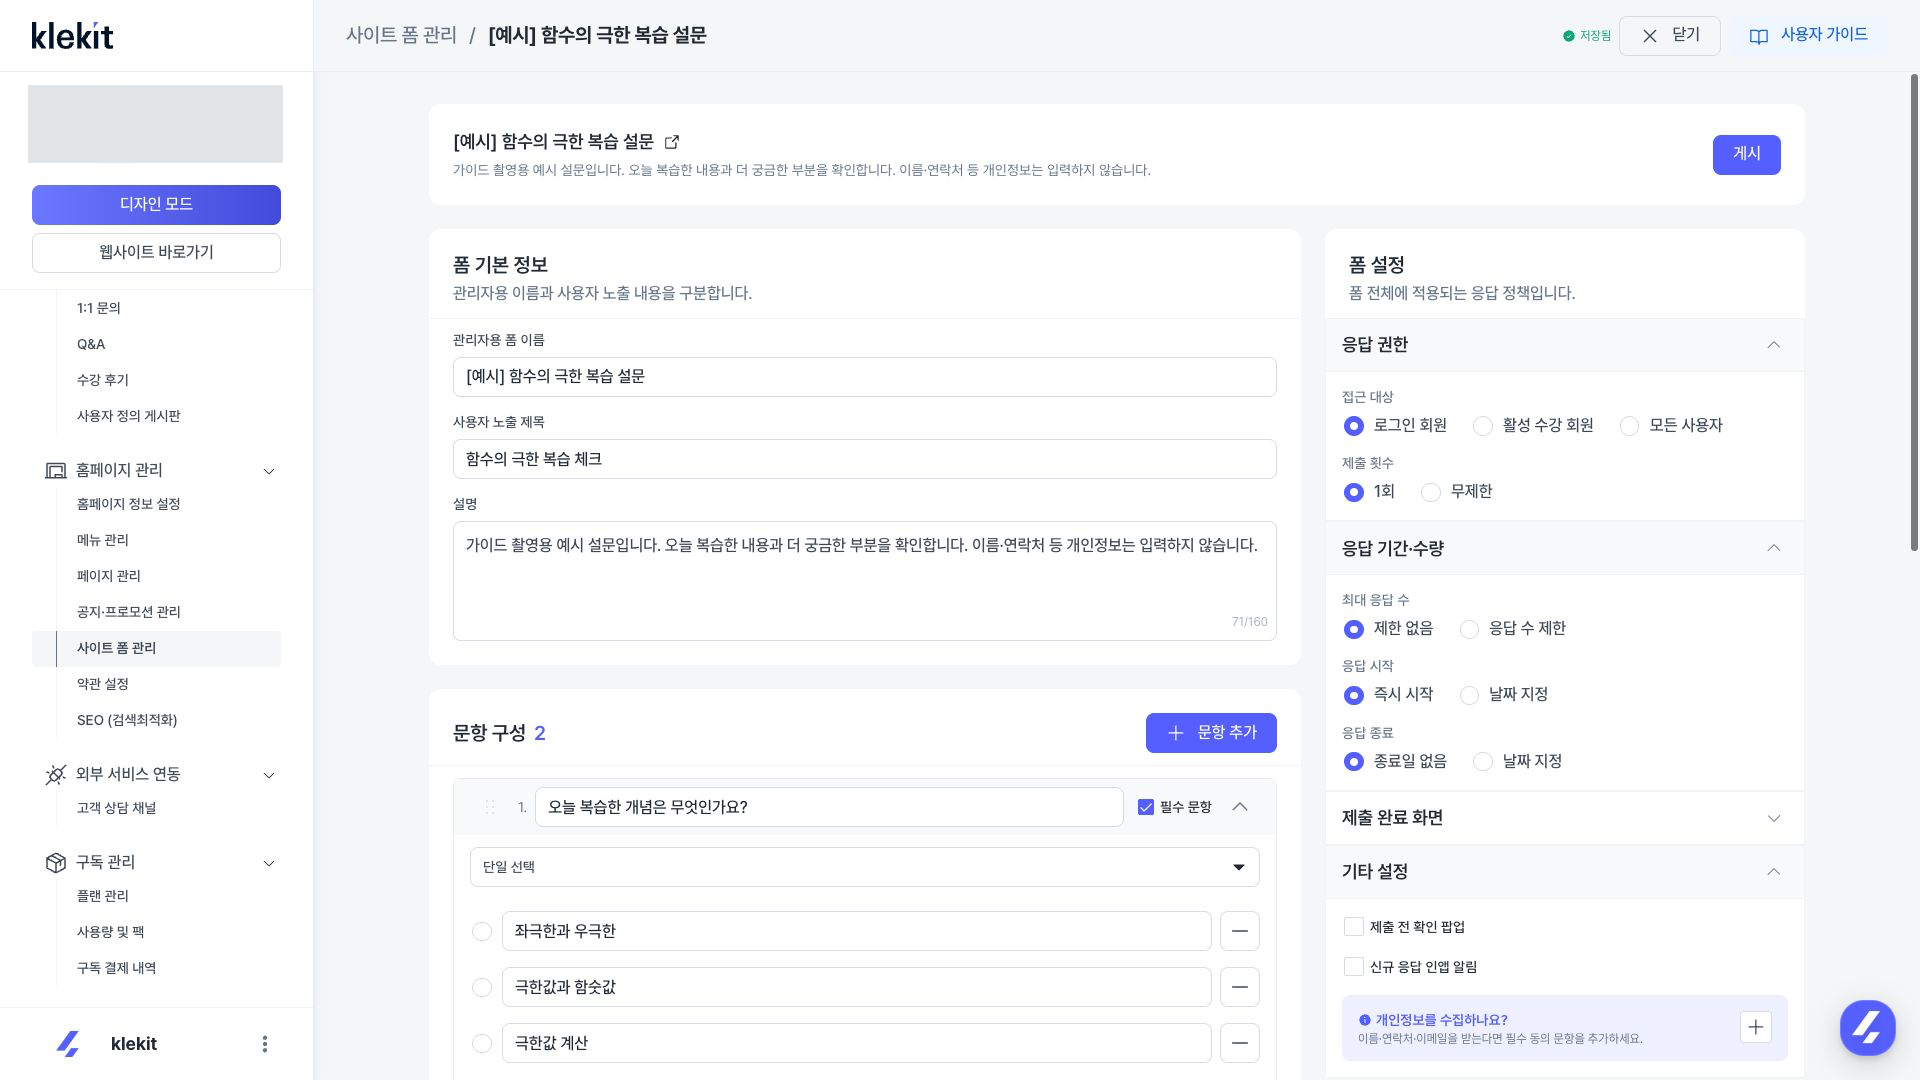 klekit
사이트 폼 관리 / [예시] 함수의 극한 복습 설문
저장됨
닫기
사용자 가이드
디자인 모드
웹사이트 바로가기
1:1 문의
Q&A
수강 후기
사용자 정의 게시판
홈페이지 관리
홈페이지 정보 설정
메뉴 관리
페이지 관리
공지·프로모션 관리
사이트 폼 관리
약관 설정
SEO (검색최적화)
외부 서비스 연동
고객 상담 채널
구독 관리
플랜 관리
사용량 및 팩
구독 결제 내역
klekit
[예시] 함수의 극한 복습 설문
가이드 촬영용 예시 설문입니다. 오늘 복습한 내용과 더 궁금한 부분을 확인합니다. 이름·연락처 등 개인정보는 입력하지 않습니다.
게시
폼 기본 정보
관리자용 이름과 사용자 노출 내용을 구분합니다.
관리자용 폼 이름
[예시] 함수의 극한 복습 설문
사용자 노출 제목
함수의 극한 복습 체크
설명
가이드 촬영용 예시 설문입니다. 오늘 복습한 내용과 더 궁금한 부분을 확인합니다. 이름·연락처 등 개인정보는 입력하지 않습니다.
71/160
문항 구성 2
문항 추가
1. 오늘 복습한 개념은 무엇인가요?
필수 문항
단일 선택
좌극한과 우극한
극한값과 함숫값
극한값 계산
폼 설정
폼 전체에 적용되는 응답 정책입니다.
응답 권한
접근 대상
로그인 회원 활성 수강 회원 모든 사용자
제출 횟수
1회 무제한
응답 기간·수량
최대 응답 수
제한 없음 응답 수 제한
응답 시작
즉시 시작 날짜 지정
응답 종료
종료일 없음 날짜 지정
제출 완료 화면
기타 설정
제출 전 확인 팝업
신규 응답 인앱 알림
개인정보를 수집하나요?
이름·연락처·이메일을 받는다면 필수 동의 문항을 추가하세요.